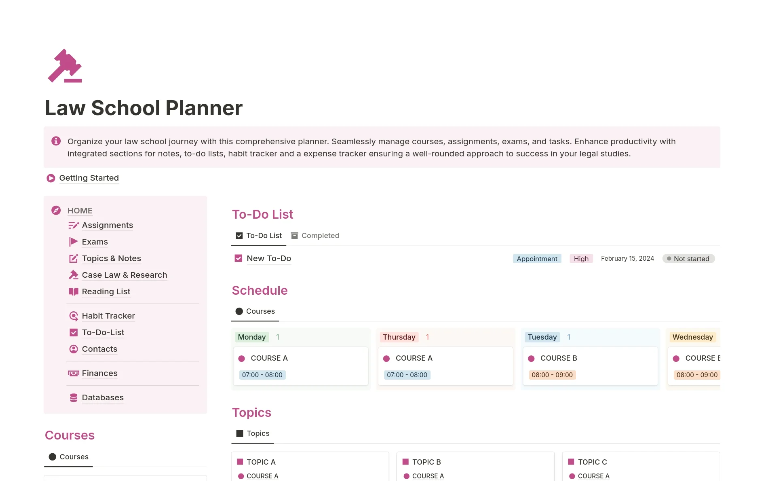 Law School Planner
Organize your law school journey with this comprehensive planner. Seamlessly manage courses, assignments, exams, and tasks. Enhance productivity with
integrated sections for notes, to-do lists, habit tracker and a expense tracker ensuring a well-rounded approach to success in your legal studies.
Getting Started
HOME
Assignments
Exams
Topics & Notes
Case Law & Research
Reading List
Habit Tracker
To-Do-List
Contacts
Finances
Databases
Courses
Courses
To-Do List
To-Do List Completed
New To-Do Appointment High February 15, 2024 Not started
Schedule
Courses
Monday 1 Thursday 1 Tuesday 1 Wednesday
COURSE A COURSE A COURSE B COURSE
07:00 - 08:00 07:00 - 08:00 08:00 - 09:00 08:00 - 09:00
Topics
Topics
TOPIC A TOPIC B TOPIC C
COURSE A COURSE A COURSE A